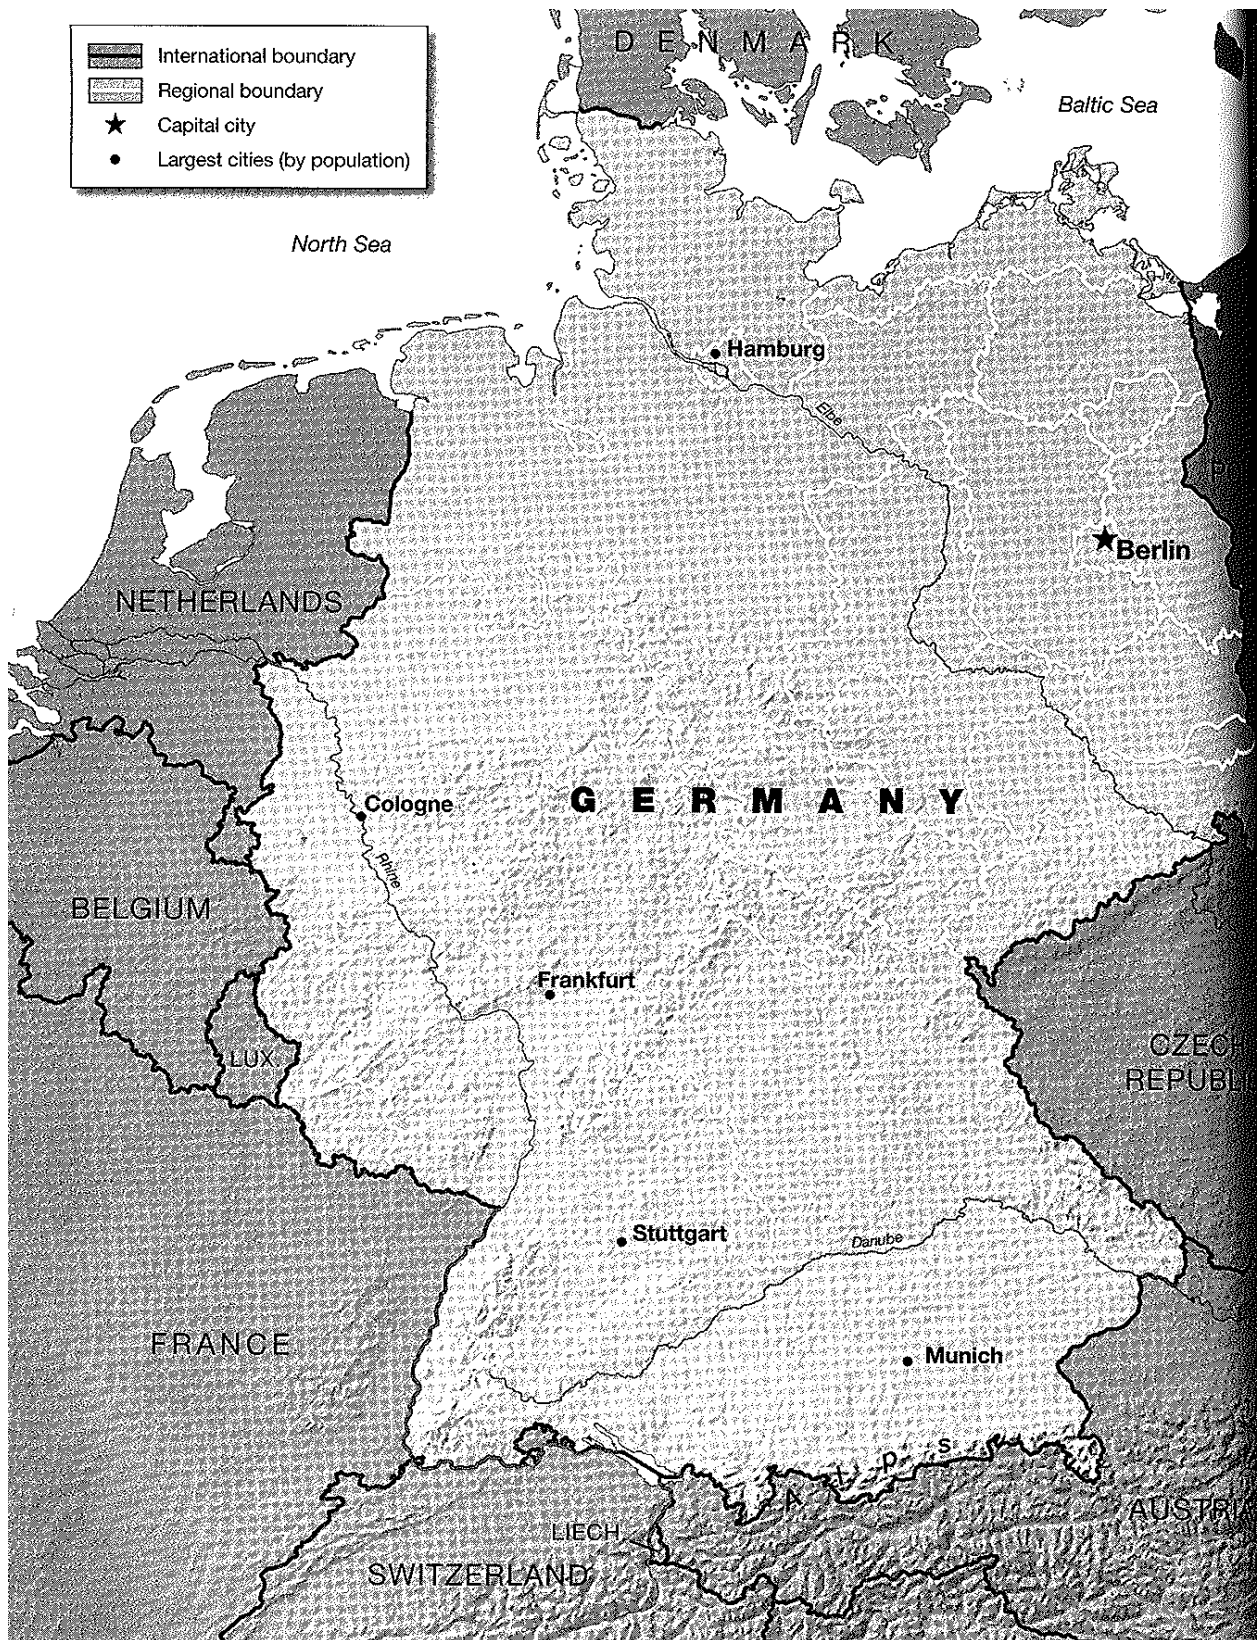 International boundary
Regional boundary
Capital city
Largest cities (by population)
DENMARK
Baltic Sea
North Sea
Hamburg
Elbe
Berlin
NETHERLANDS
Cologne
GERMANY
Rhine
BELGIUM
Frankfurt
LUX.
CZECH
REPUBLI
Stuttgart
Danube
FRANCE
Munich
Alps
AUSTRIA
LIECH.
SWITZERLAND